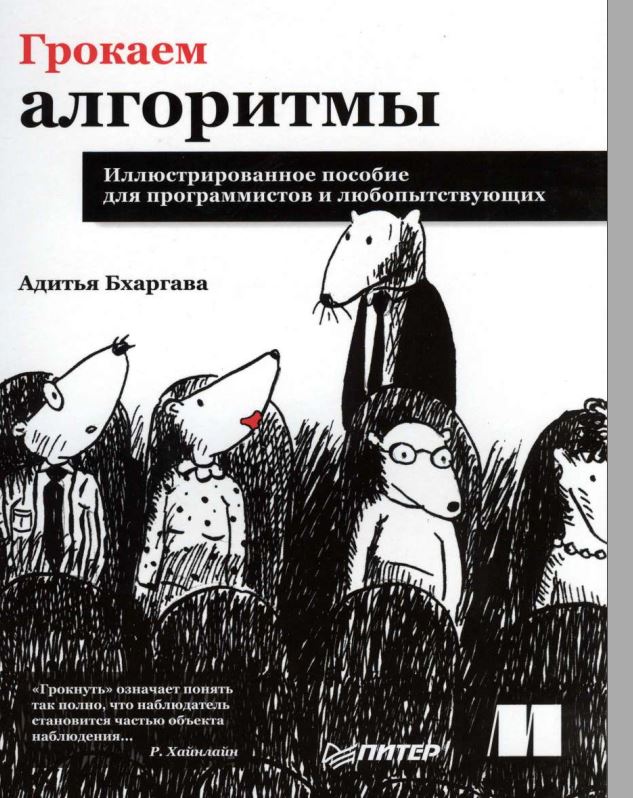 Грокаем
алгоритмы
Иллюстрированное пособие
для программистов и любопытствующих
Адитья Бхаргава
«Грокнуть» означает понять
так полно, что наблюдатель
становится частью объекта
наблюдения...
Р. Хайнлайн
ПИТЕР®